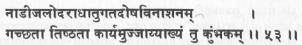 नाडीजलोदराधातुगतदोषविनाशनम् ।
गच्छता तिष्ठता कार्यमुज्जाय्याख्यं तु कुंभकम् ॥ ५३ ॥